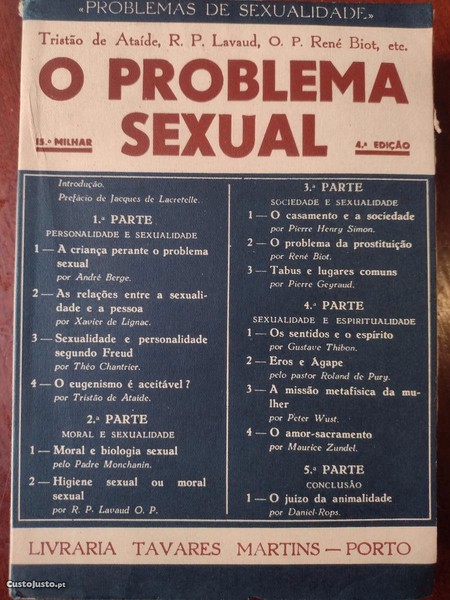 «PROBLEMAS DE SEXUALIDADE»
Tristão de Ataíde, R. P. Lavaud, O. P. René Biot, etc.
O PROBLEMA
SEXUAL
13.º MILHAR
4.ª EDIÇÃO
Introdução.
Prefácio de Jacques de Lacretelle.
1.ª PARTE
PERSONALIDADE E SEXUALIDADE
1 — A criança perante o problema
sexual
por André Berge.
2 — As relações entre a sexuali-
dade e a pessoa
por Xavier de Lignac.
3 — Sexualidade e personalidade
segundo Freud
por Théo Chantrier.
4 — O eugenismo é aceitável?
por Tristão de Ataíde.
2.ª PARTE
MORAL E SEXUALIDADE
1 — Moral e biologia sexual
pelo Padre Monchanin.
2 — Higiene sexual ou moral
sexual
por R. P. Lavaud O. P.
3.ª PARTE
SOCIEDADE E SEXUALIDADE
1 — O casamento e a sociedade
por Pierre Henry Simon.
2 — O problema da prostituição
por René Biot.
3 — Tabus e lugares comuns
por Pierre Geyraud.
4.ª PARTE
SEXUALIDADE E ESPIRITUALIDADE
1 — Os sentidos e o espírito
por Gustave Thibon.
2 — Eros e Agape
pelo pastor Roland de Pury.
3 — A missão metafísica da mu-
lher
por Peter Wust.
4 — O amor-sacramento
por Maurice Zundel.
5.ª PARTE
CONCLUSÃO
1 — O juízo da animalidade
por Daniel-Rops.
LIVRARIA TAVARES MARTINS — PORTO
CustoJusto.pt